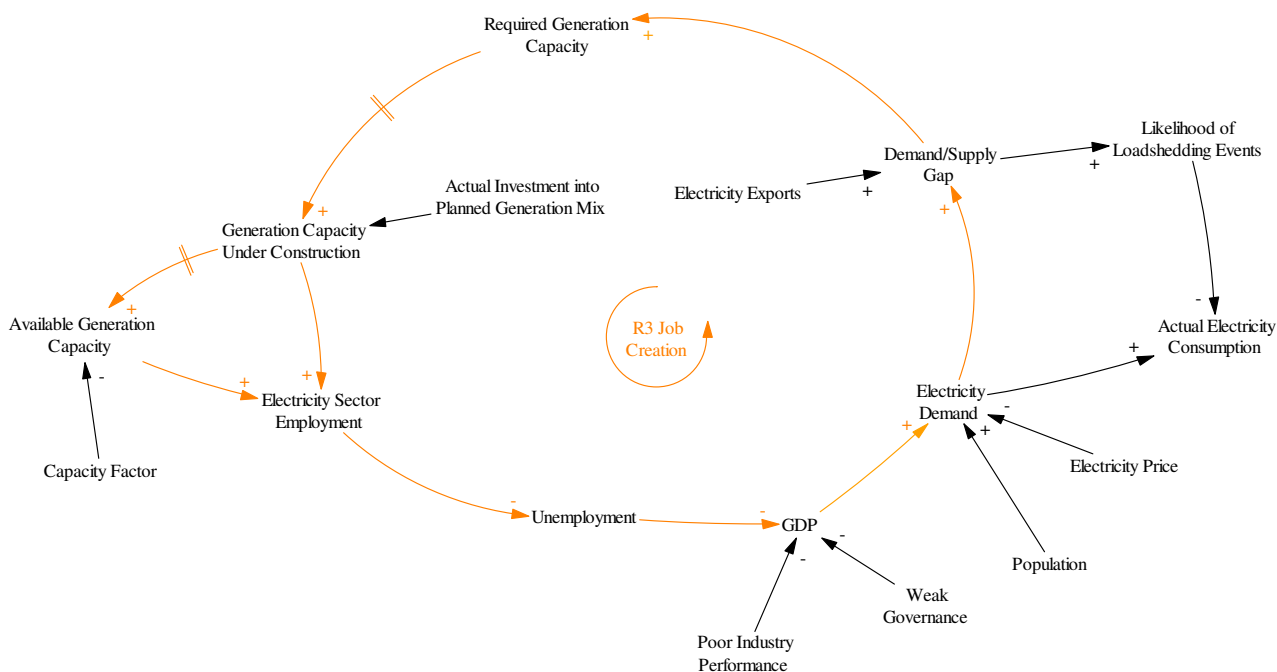 Required Generation
Capacity
+
Likelihood of
Loadshedding Events
Demand/Supply
Gap
+
+
Electricity Exports
+
Actual Investment into
Planned Generation Mix
+
Generation Capacity
Under Construction
+
+
Available Generation
Capacity
-
R3 Job
Creation
-
Actual Electricity
Consumption
+
+
+
Electricity Sector
Employment
Electricity
Demand
-
+
+
Capacity Factor
Electricity Price
-
Unemployment
-
GDP
-
-
Population
Weak
Governance
Poor Industry
Performance